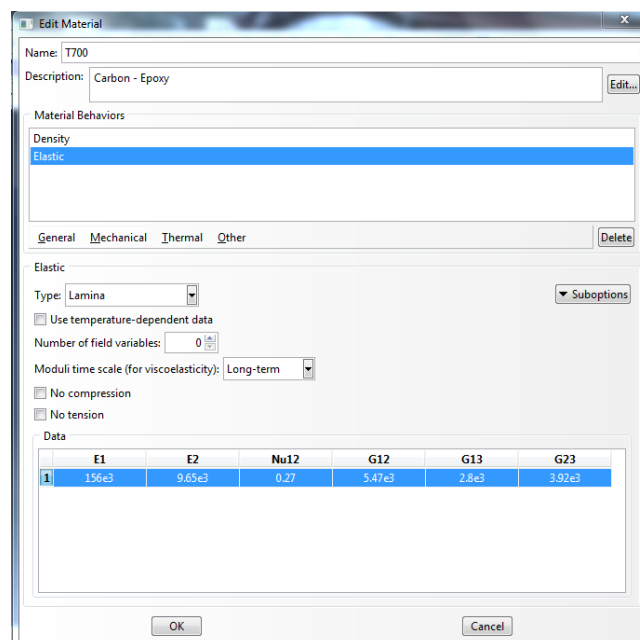 Edit Material
x
Name: T700
Description: Carbon - Epoxy
Edit...
Material Behaviors
Density
Elastic
General Mechanical Thermal Other Delete
Elastic
Type: Lamina Suboptions
Use temperature-dependent data
Number of field variables: 0
Moduli time scale (for viscoelasticity): Long-term
No compression
No tension
Data
E1 E2 Nu12 G12 G13 G23
1 156e3 9.65e3 0.27 5.47e3 2.8e3 3.92e3
OK Cancel